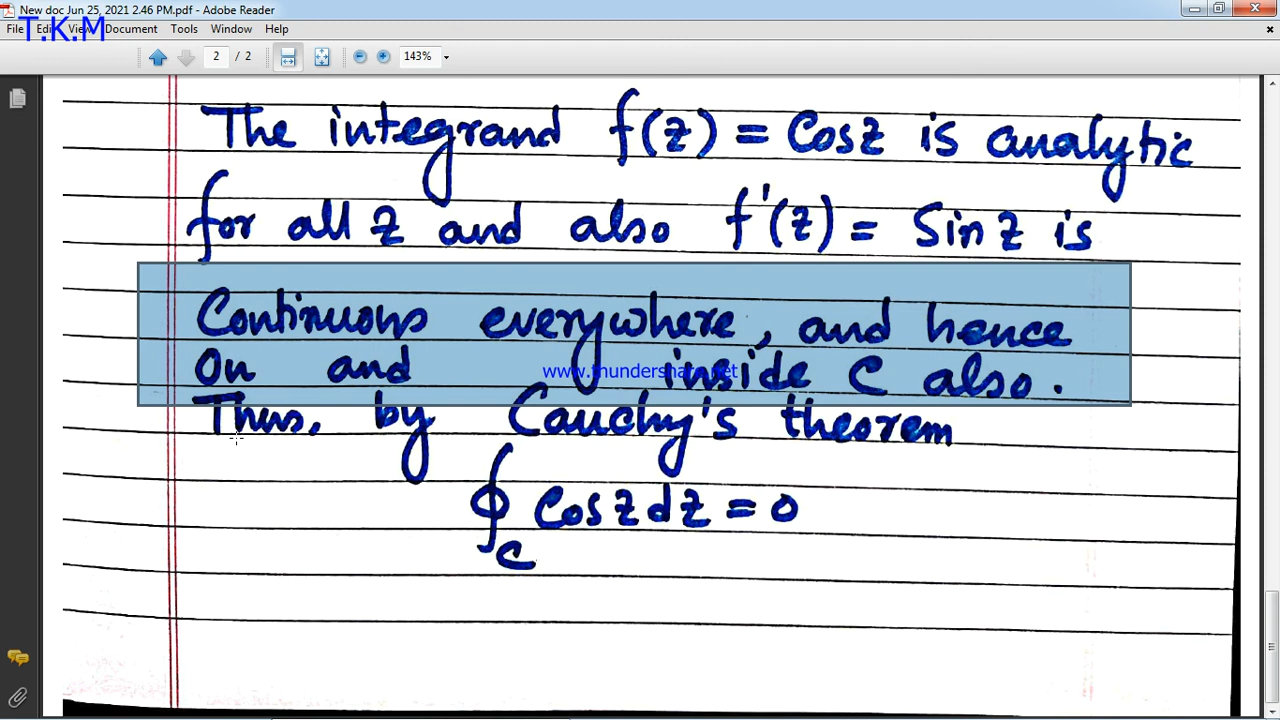 New doc Jun 25, 2021 2.46 PM.pdf - Adobe Reader
T.K.M
File Edit View Document Tools Window Help
2 / 2 143%
The integrand f(z) = Cosz is analytic
for all z and also f'(z) = Sin z is
Continuous everywhere, and hence
On and inside C also.
www.thundershare.net
Thus, by Cauchy's theorem
∮ Cos z dz = 0
C